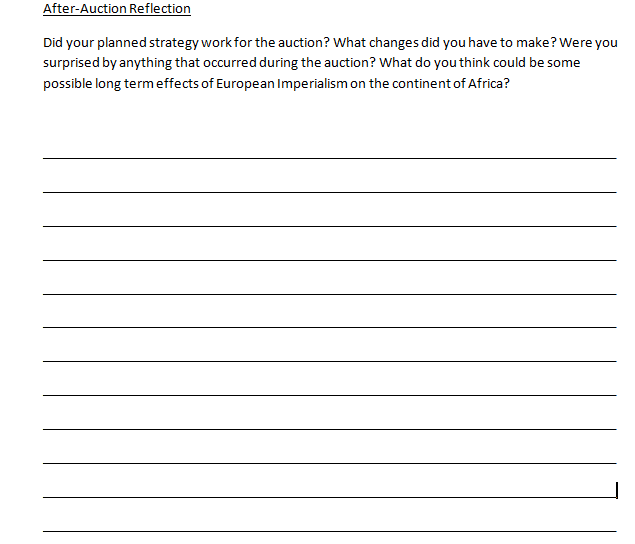 After-Auction Reflection
Did your planned strategy work for the auction? What changes did you have to make? Were you
surprised by anything that occurred during the auction? What do you think could be some
possible long term effects of European Imperialism on the continent of Africa?